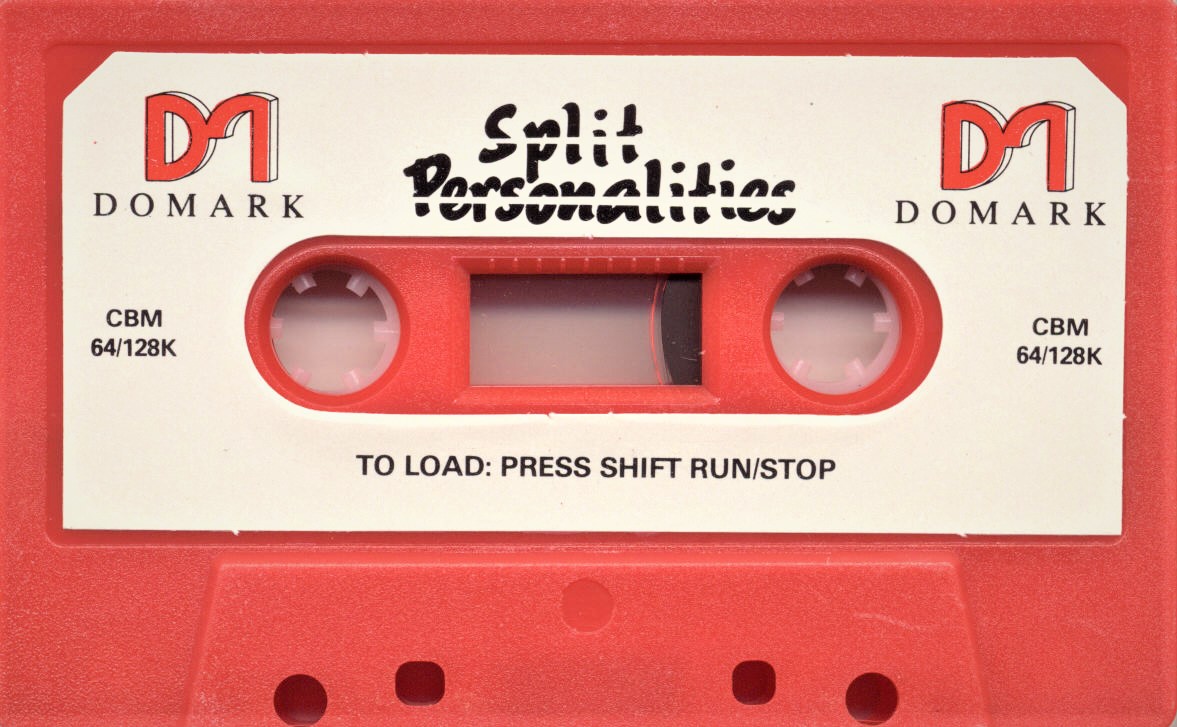 Split
Personalities
DOMARK
DOMARK
CBM
64/128K
CBM
64/128K
TO LOAD: PRESS SHIFT RUN/STOP